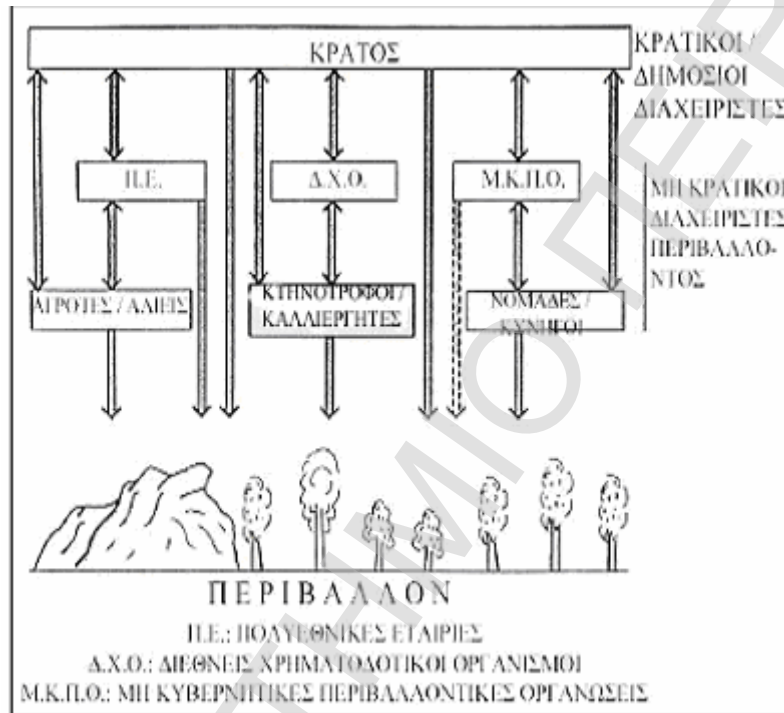 ΚΡΑΤΟΣ
ΚΡΑΤΙΚΟΙ /
ΔΗΜΟΣΙΟΙ
ΔΙΑΧΕΙΡΙΣΤΕΣ
Π.Ε.
Δ.Χ.Ο.
Μ.Κ.Π.Ο.
ΜΗ ΚΡΑΤΙΚΟΙ
ΔΙΑΧΕΙΡΙΣΤΕΣ
ΠΕΡΙΒΑΛΛΟ-
ΝΤΟΣ
ΑΓΡΟΤΕΣ / ΑΛΙΕΙΣ
ΚΤΗΝΟΤΡΟΦΟΙ /
ΚΑΛΛΙΕΡΓΗΤΕΣ
ΝΟΜΑΔΕΣ /
ΚΥΝΗΓΟΙ
ΠΕΡΙΒΑΛΛΟΝ
Π.Ε.: ΠΟΛΥΕΘΝΙΚΕΣ ΕΤΑΙΡΙΕΣ
Δ.Χ.Ο.: ΔΙΕΘΝΕΙΣ ΧΡΗΜΑΤΟΔΟΤΙΚΟΙ ΟΡΓΑΝΙΣΜΟΙ
Μ.Κ.Π.Ο.: ΜΗ ΚΥΒΕΡΝΗΤΙΚΕΣ ΠΕΡΙΒΑΛΛΟΝΤΙΚΕΣ ΟΡΓΑΝΩΣΕΙΣ